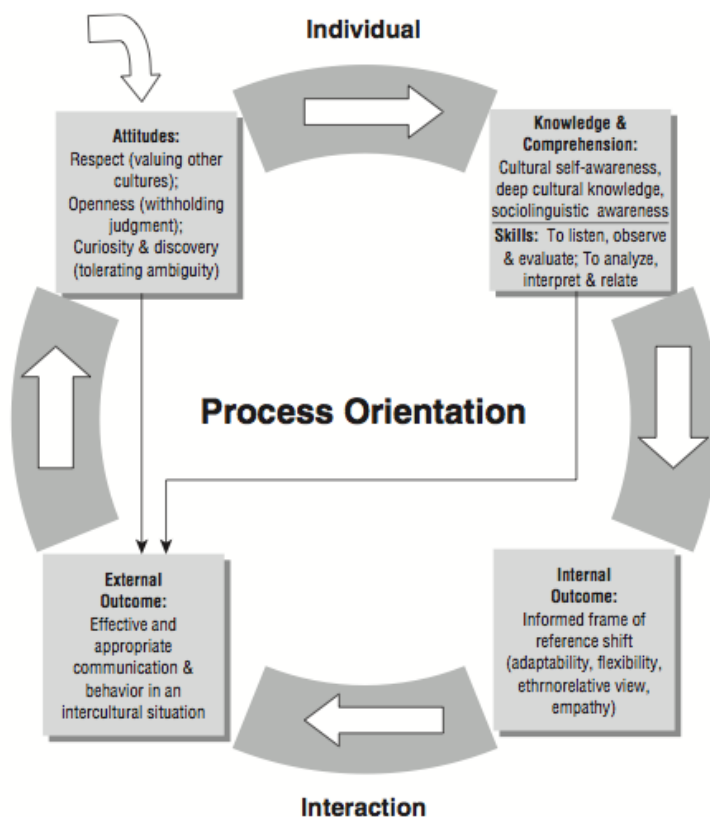 Individual
Attitudes:
Respect (valuing other
cultures);
Openness (withholding
judgment);
Curiosity & discovery
(tolerating ambiguity)
Knowledge &
Comprehension:
Cultural self-awareness,
deep cultural knowledge,
sociolinguistic awareness
Skills: To listen, observe
& evaluate; To analyze,
interpret & relate
Process Orientation
External
Outcome:
Effective and
appropriate
communication &
behavior in an
intercultural situation
Internal
Outcome:
Informed frame of
reference shift
(adaptability, flexibility,
ethrnorelative view,
empathy)
Interaction